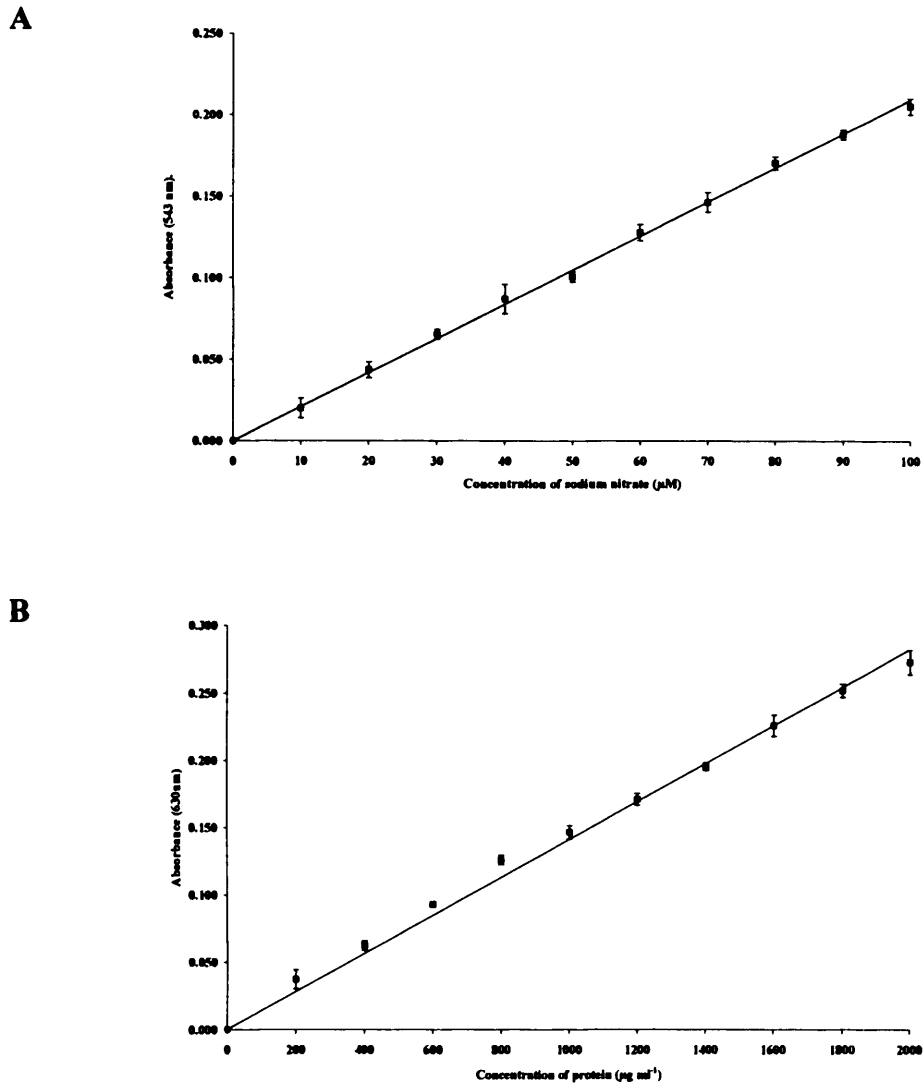 A
0.250
0.200
0.150
0.100
0.050
0.000
Absorbance (543 nm).
0 10 20 30 40 50 60 70 80 90 100
Concentration of sodium nitrate (µM)
B
0.300
0.250
0.200
0.150
0.100
0.050
0.000
Absorbance (630nm)
0 200 400 600 800 1000 1200 1400 1600 1800 2000
Concentration of protein (µg ml⁻¹)